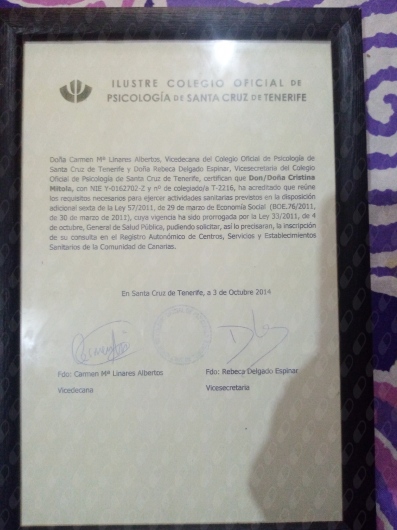 ILUSTRE COLEGIO OFICIAL DE
PSICOLOGÍA DE SANTA CRUZ DE TENERIFE
Doña Carmen Mª Linares Albertos, Vicedecana del Colegio Oficial de Psicología de
Santa Cruz de Tenerife y Doña Rebeca Delgado Espinar, Vicesecretaria del Colegio
Oficial de Psicología de Santa Cruz de Tenerife, certifican que Don/Doña Cristina
Mitola, con NIE Y-0162702-Z y nº de colegiado/a T-2216, ha acreditado que reúne
los requisitos necesarios para ejercer actividades sanitarias previstos en la disposición
adicional sexta de la Ley 57/2011, de 29 de marzo de Economía Social (BOE.76/2011,
de 30 de marzo de 2011), cuya vigencia ha sido prorrogada por la Ley 33/2011, de 4
de octubre, General de Salud Pública, pudiendo solicitar, así lo precisaran, la inscripción
de su consulta en el Registro Autonómico de Centros, Servicios y Establecimientos
Sanitarios de la Comunidad de Canarias.
En Santa Cruz de Tenerife, a 3 de Octubre 2014
Fdo: Carmen Mª Linares Albertos
Fdo: Rebeca Delgado Espinar
Vicedecana
Vicesecretaria